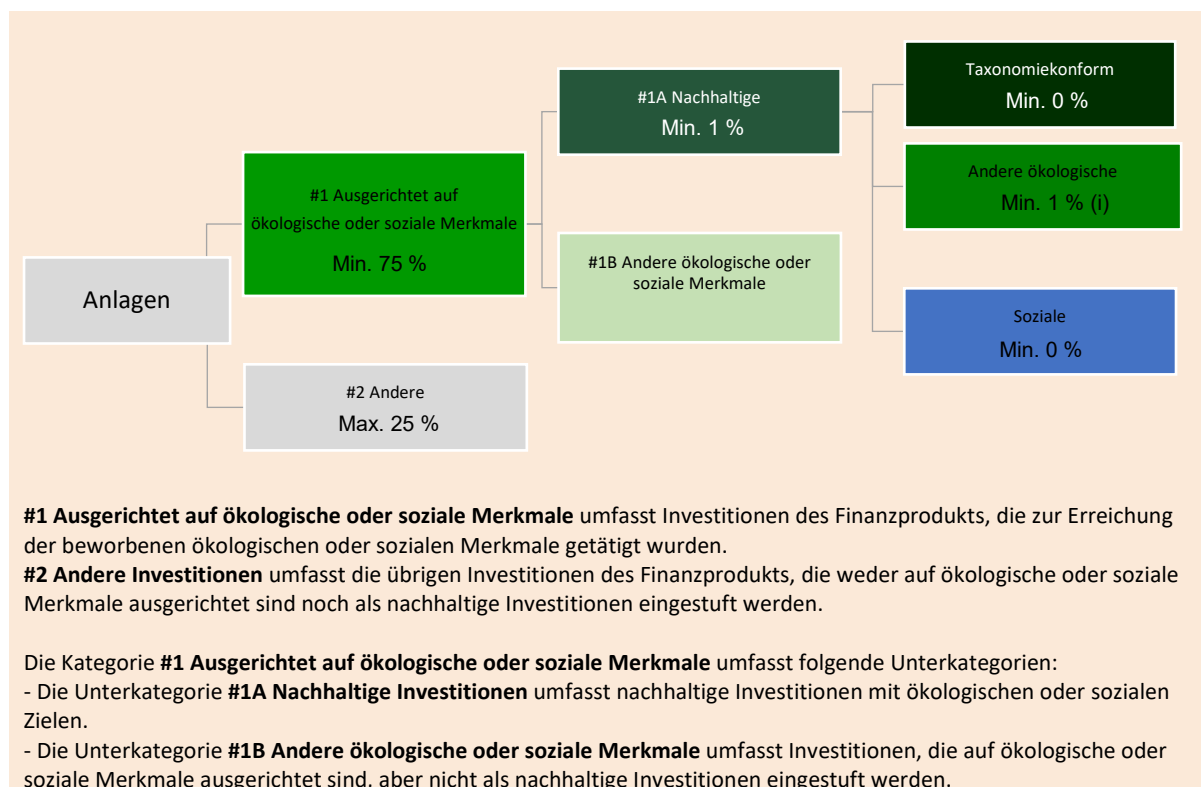 Anlagen
#1 Ausgerichtet auf
ökologische oder soziale Merkmale
Min. 75 %
#2 Andere
Max. 25 %
#1A Nachhaltige
Min. 1 %
#1B Andere ökologische oder
soziale Merkmale
Taxonomiekonform
Min. 0 %
Andere ökologische
Min. 1 % (i)
Soziale
Min. 0 %
#1 Ausgerichtet auf ökologische oder soziale Merkmale umfasst Investitionen des Finanzprodukts, die zur Erreichung
der beworbenen ökologischen oder sozialen Merkmale getätigt wurden.
#2 Andere Investitionen umfasst die übrigen Investitionen des Finanzprodukts, die weder auf ökologische oder soziale
Merkmale ausgerichtet sind noch als nachhaltige Investitionen eingestuft werden.
Die Kategorie #1 Ausgerichtet auf ökologische oder soziale Merkmale umfasst folgende Unterkategorien:
- Die Unterkategorie #1A Nachhaltige Investitionen umfasst nachhaltige Investitionen mit ökologischen oder sozialen
Zielen.
- Die Unterkategorie #1B Andere ökologische oder soziale Merkmale umfasst Investitionen, die auf ökologische oder
soziale Merkmale ausgerichtet sind, aber nicht als nachhaltige Investitionen eingestuft werden.